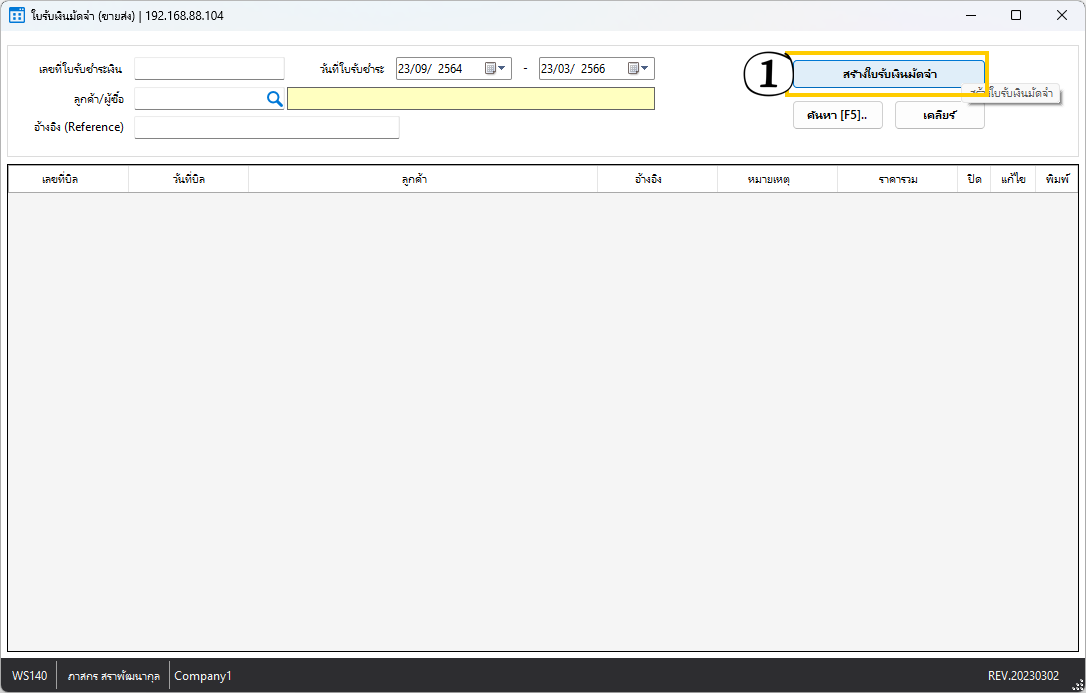 ใบรับเงินมัดจำ (ขายส่ง) | 192.168.88.104
เลขที่ใบรับชำระเงิน
วันที่ใบรับชำระ 23/09/ 2564 - 23/03/ 2566
1 สร้างใบรับเงินมัดจำ
สร้างใบรับเงินมัดจำ
ลูกค้า/ผู้ซื้อ
ค้นหา [F5].. เคลียร์
อ้างอิง (Reference)
เลขที่บิล วันที่บิล ลูกค้า อ้างอิง หมายเหตุ ราคารวม ปิด แก้ไข พิมพ์
WS140 ภาสกร สราพัฒนากุล Company1 REV.20230302